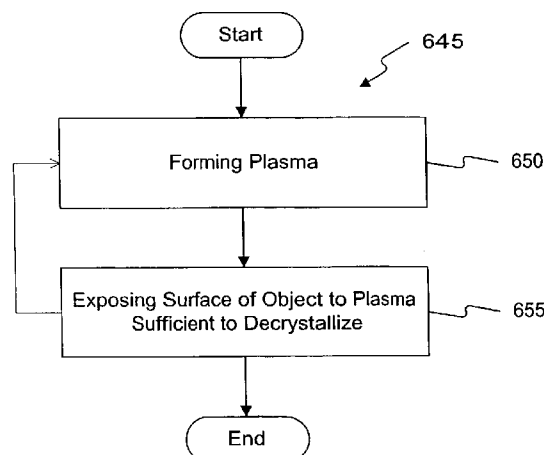 Start
645
Forming Plasma
650
Exposing Surface of Object to Plasma
Sufficient to Decrystallize
655
End